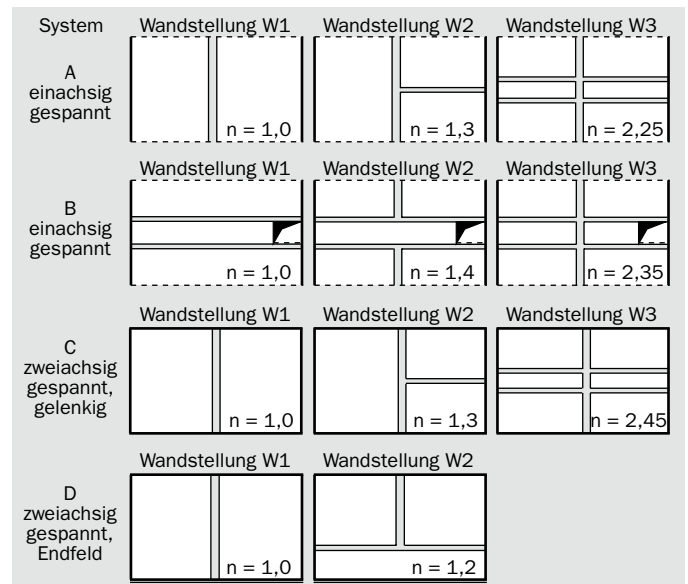 System Wandstellung W1 Wandstellung W2 Wandstellung W3
A
einachsig
gespannt
n = 1,0 n = 1,3 n = 2,25
Wandstellung W1 Wandstellung W2 Wandstellung W3
B
einachsig
gespannt
n = 1,0 n = 1,4 n = 2,35
Wandstellung W1 Wandstellung W2 Wandstellung W3
C
zweiachsig
gespannt,
gelenkig
n = 1,0 n = 1,3 n = 2,45
Wandstellung W1 Wandstellung W2
D
zweiachsig
gespannt,
Endfeld
n = 1,0 n = 1,2